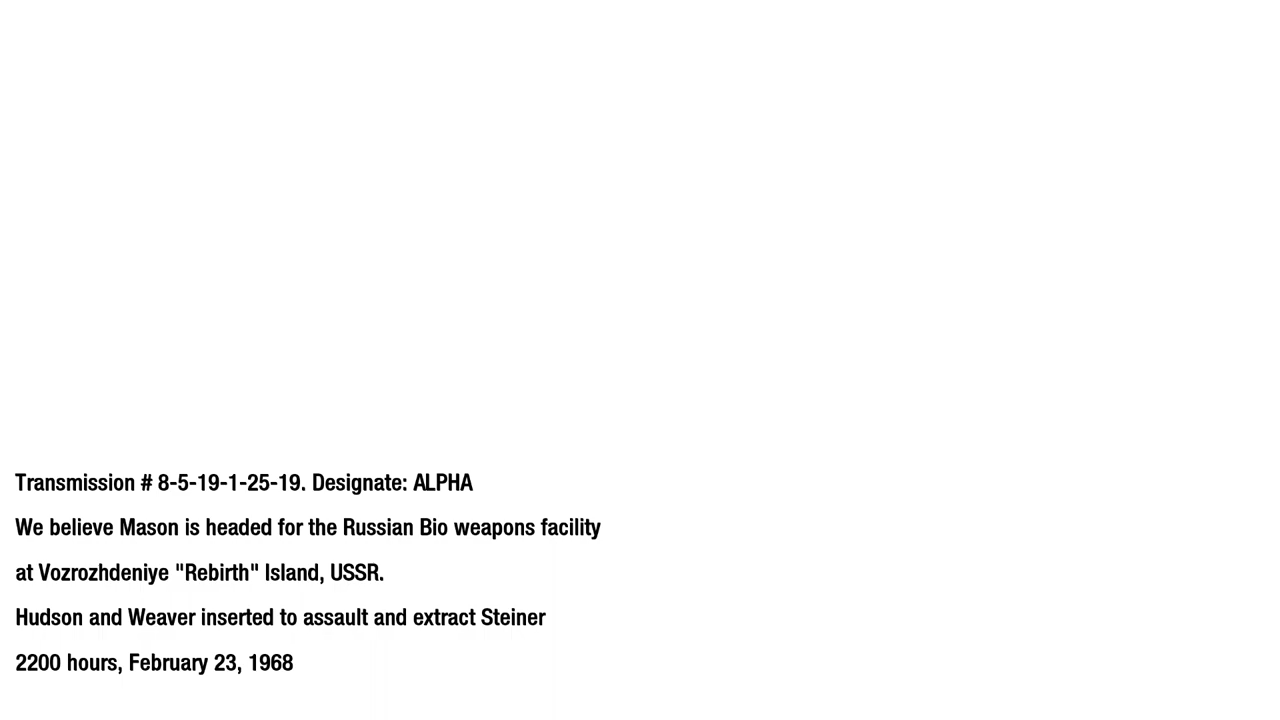 Transmission # 8-5-19-1-25-19. Designate: ALPHA
We believe Mason is headed for the Russian Bio weapons facility
at Vozrozhdeniye "Rebirth" Island, USSR.
Hudson and Weaver inserted to assault and extract Steiner
2200 hours, February 23, 1968